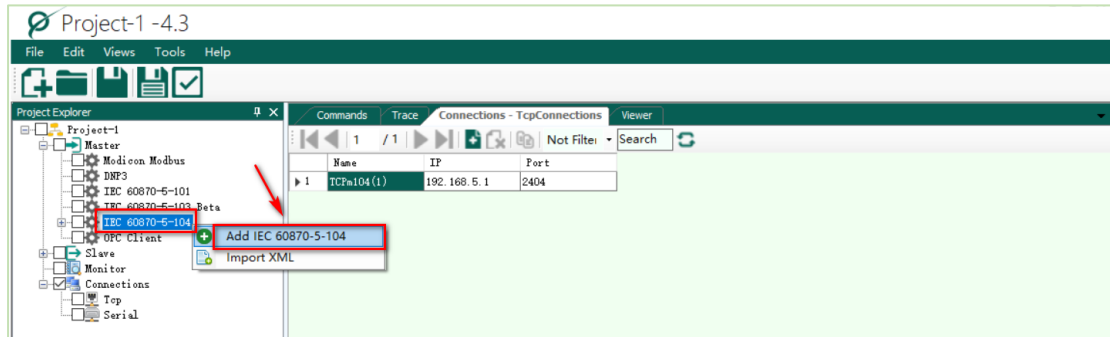 Project-1 -4.3
File Edit Views Tools Help
Project Explorer
Commands Trace Connections - TcpConnections Viewer
1 / 1 Not Filter Search
Name IP Port
1 TCPm104(1) 192.168.5.1 2404
Project-1
Master
Modicon Modbus
DNP3
IEC 60870-5-101
IEC 60870-5-103 Beta
IEC 60870-5-104
OPC Client
Add IEC 60870-5-104
Import XML
Slave
Monitor
Connections
Tcp
Serial